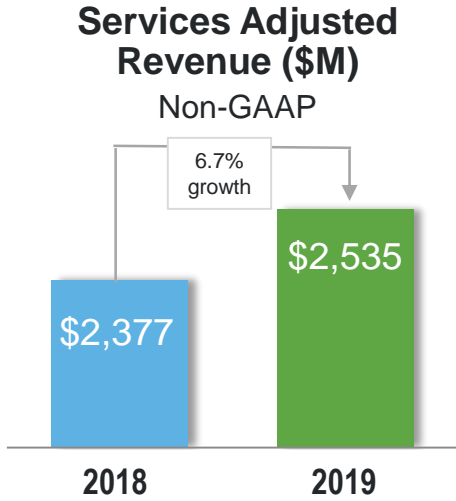 Services Adjusted
Revenue ($M)
Non-GAAP
6.7%
growth
$2,535
$2,377
2018
2019